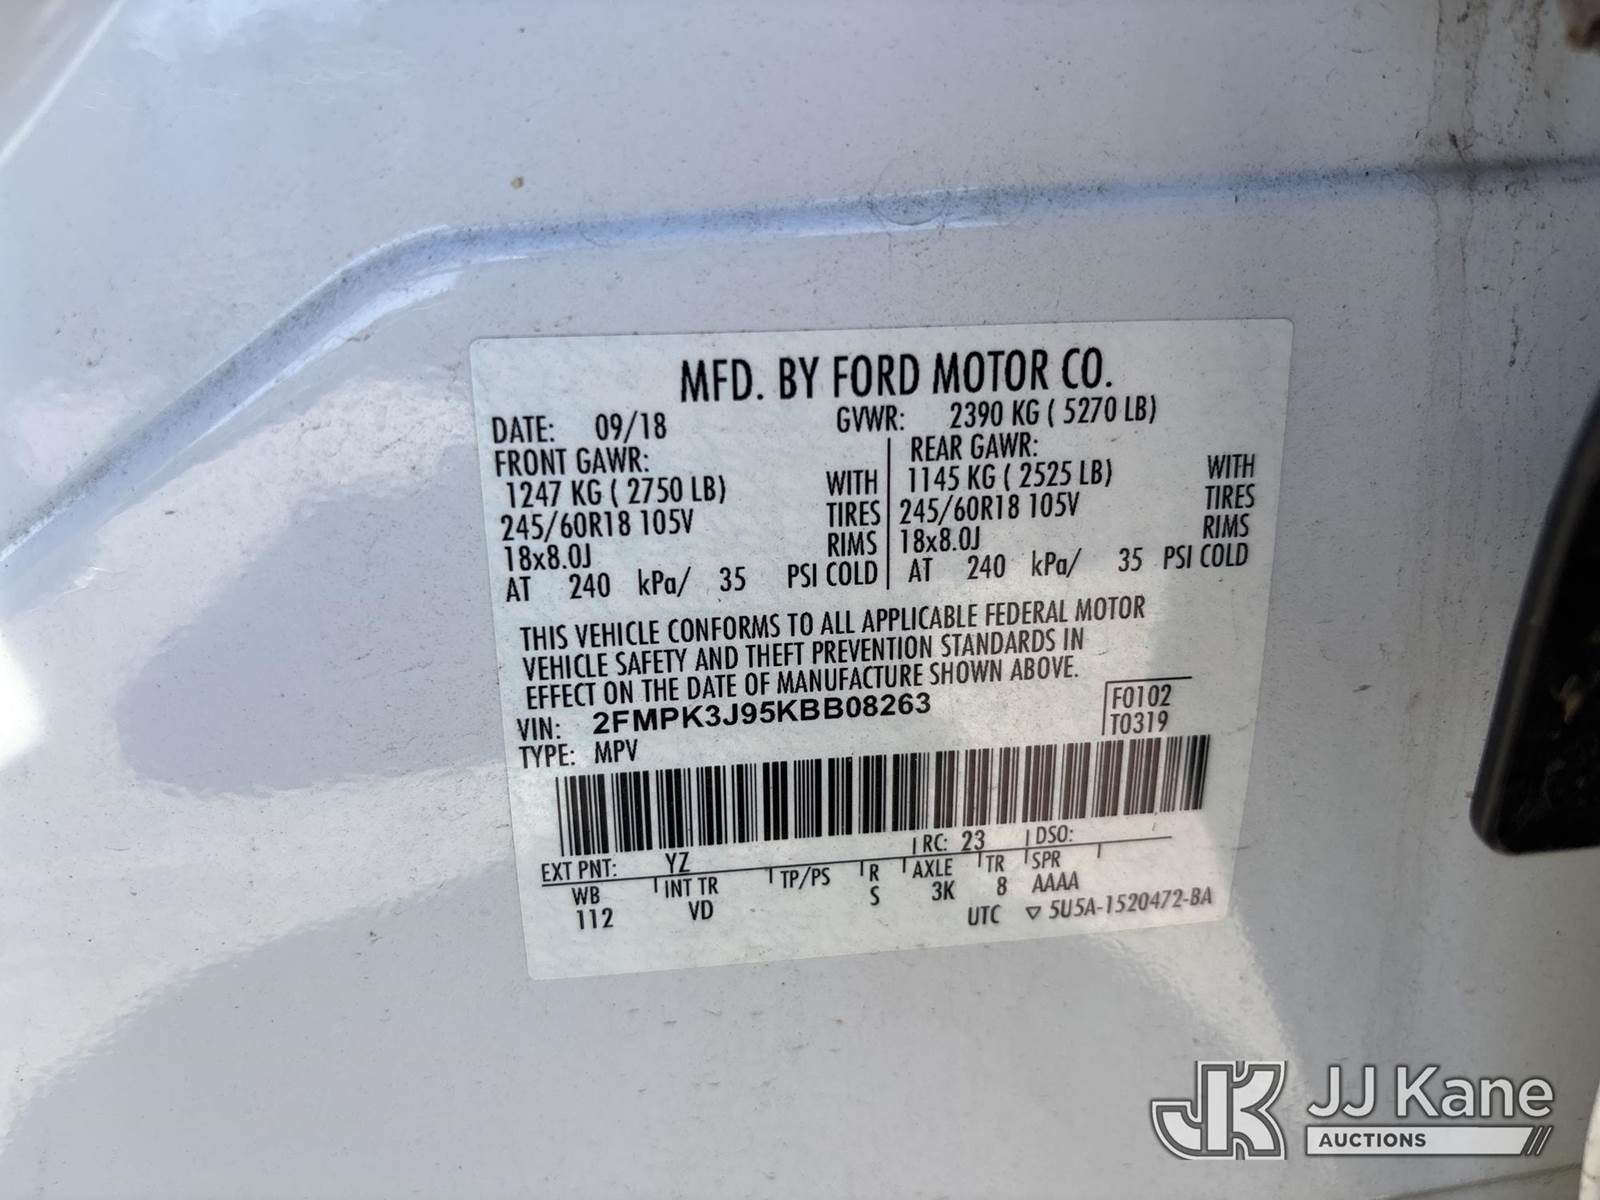 MFD. BY FORD MOTOR CO.
DATE: 09/18 GVWR: 2390 KG ( 5270 LB)
FRONT GAWR: REAR GAWR:
1247 KG ( 2750 LB) WITH 1145 KG ( 2525 LB) WITH
245/60R18 105V TIRES 245/60R18 105V TIRES
18x8.0J RIMS 18x8.0J RIMS
AT 240 kPa/ 35 PSI COLD AT 240 kPa/ 35 PSI COLD
THIS VEHICLE CONFORMS TO ALL APPLICABLE FEDERAL MOTOR
VEHICLE SAFETY AND THEFT PREVENTION STANDARDS IN
EFFECT ON THE DATE OF MANUFACTURE SHOWN ABOVE.
VIN: 2FMPK3J95KBB08263 F0102
TYPE: MPV T0319
EXT PNT: YZ RC: 23 DSO:
WB INT TR TP/PS R AXLE TR SPR
112 VD S 3K 8 AAAA
UTC ▽ 5U5A-1520472-BA
JK JJ Kane
AUCTIONS